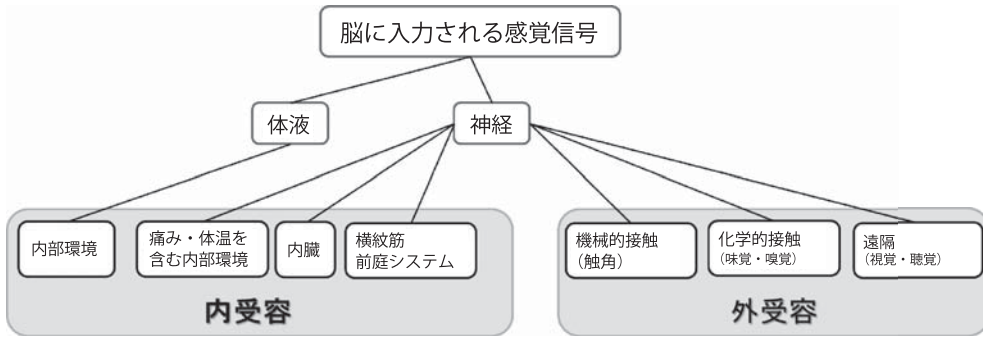 脳に入力される感覚信号
体液
神経
内部環境
痛み・体温を
含む内部環境
内臓
横紋筋
前庭システム
内受容
機械的接触
（触角）
化学的接触
（味覚・嗅覚）
遠隔
（視覚・聴覚）
外受容